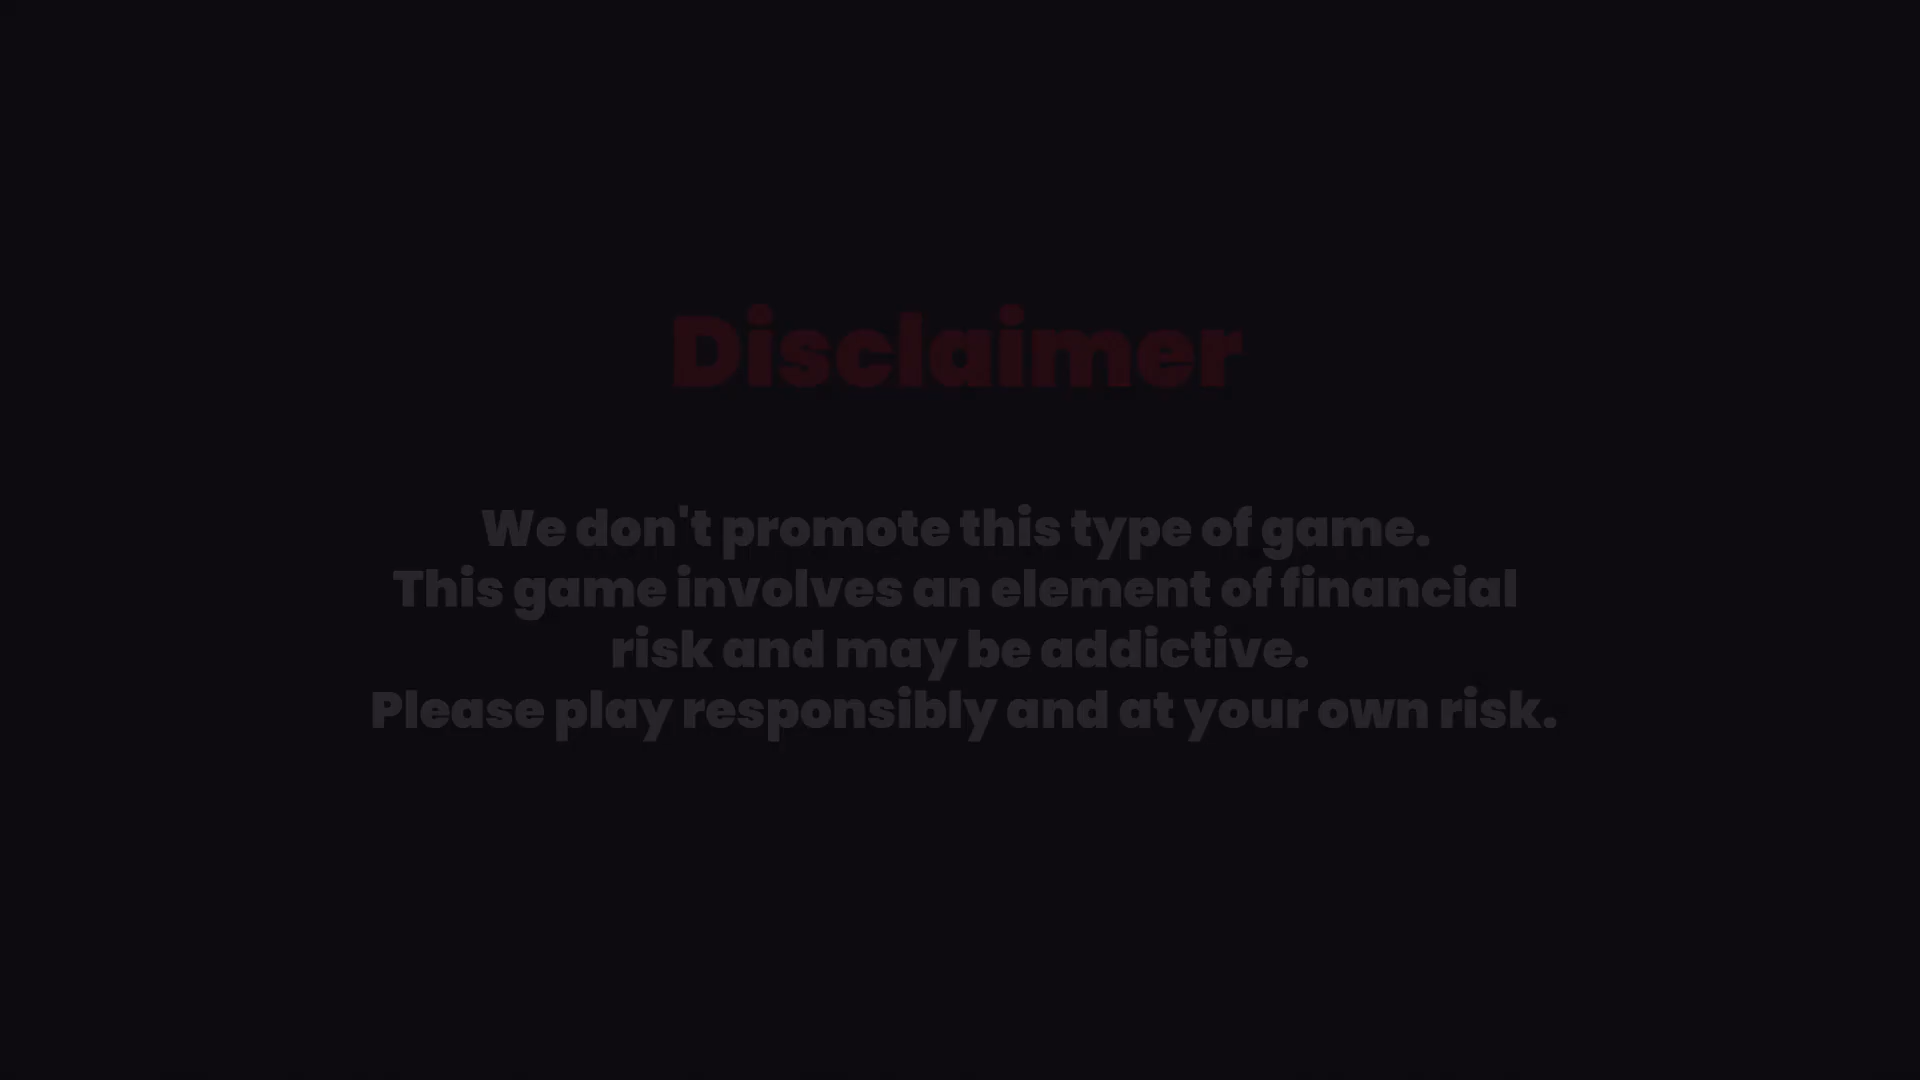 Disclaimer
We don't promote this type of game.
This game involves an element of financial
risk and may be addictive.
Please play responsibly and at your own risk.